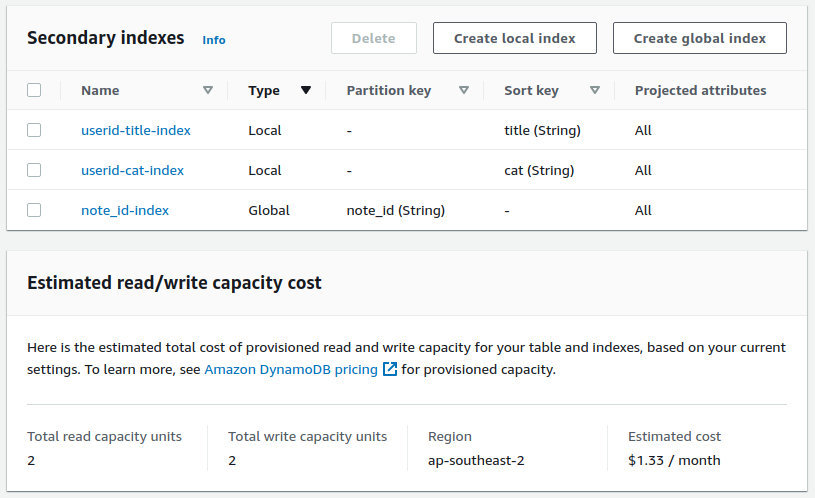 Secondary indexes Info Delete Create local index Create global index
Name Type Partition key Sort key Projected attributes
userid-title-index Local - title (String) All
userid-cat-index Local - cat (String) All
note_id-index Global note_id (String) - All
Estimated read/write capacity cost
Here is the estimated total cost of provisioned read and write capacity for your table and indexes, based on your current
settings. To learn more, see Amazon DynamoDB pricing for provisioned capacity.
Total read capacity units Total write capacity units Region Estimated cost
2 2 ap-southeast-2 $1.33 / month